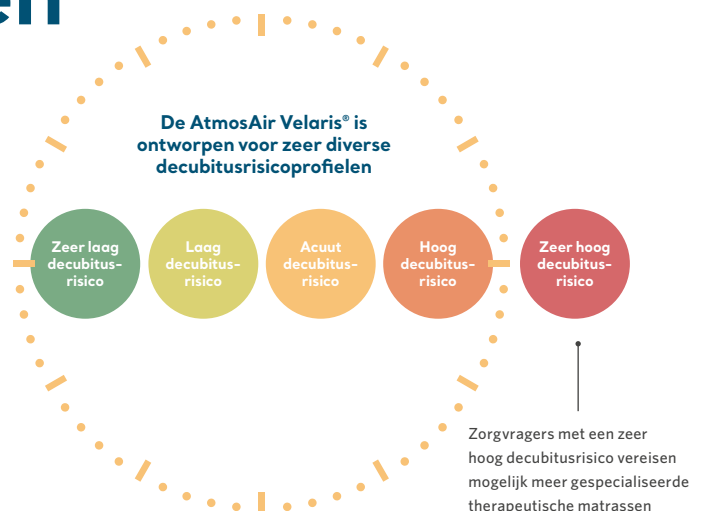 en
De AtmosAir Velaris® is
ontworpen voor zeer diverse
decubitusrisicoprofielen
Zeer laag
decubitus-
risico
Laag
decubitus-
risico
Acuut
decubitus-
risico
Hoog
decubitus-
risico
Zeer hoog
decubitus-
risico
Zorgvragers met een zeer
hoog decubitusrisico vereisen
mogelijk meer gespecialiseerde
therapeutische matrassen